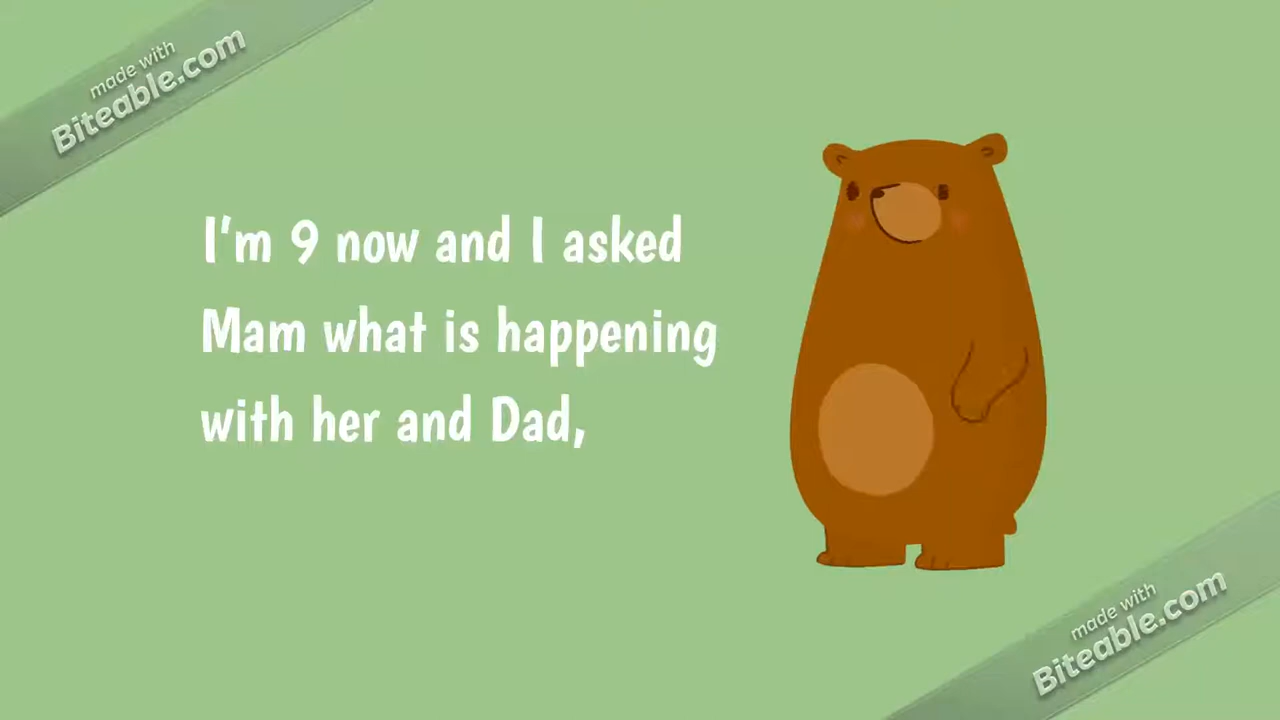 made with
Biteable.com
I'm 9 now and I asked
Mam what is happening
with her and Dad,
made with
Biteable.com